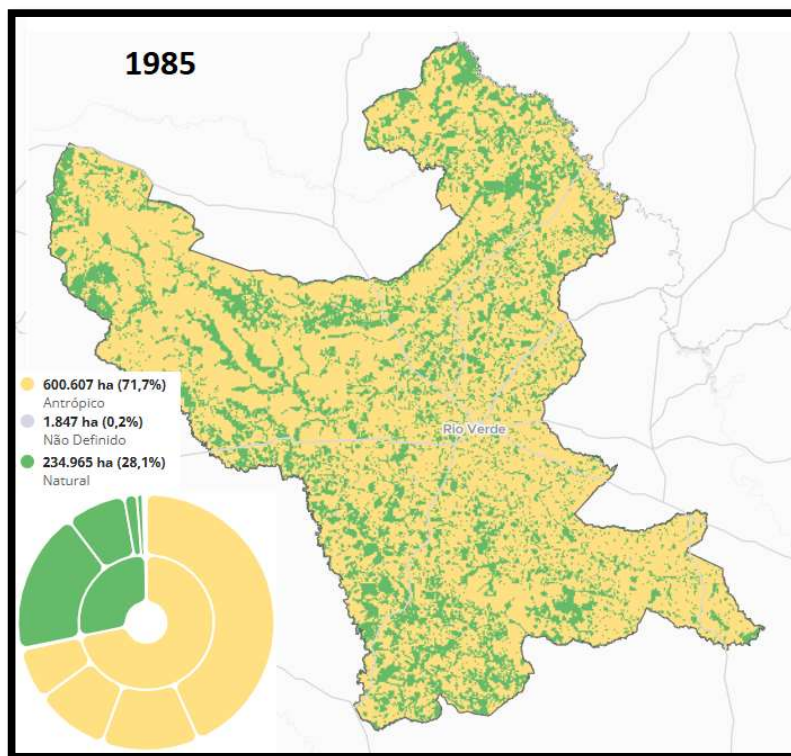 1985
600.607 ha (71,7%)
Antrópico
1.847 ha (0,2%)
Não Definido
234.965 ha (28,1%)
Natural
Rio Verde